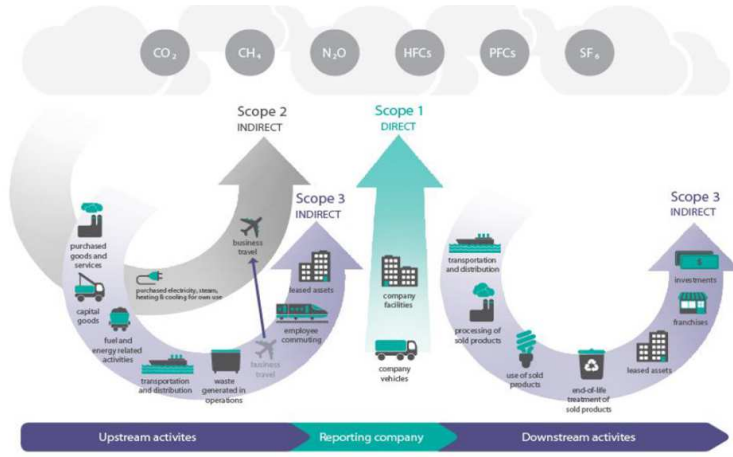 CO₂
CH₄
N₂O
HFCs
PFCs
SF₆
Scope 2
INDIRECT
Scope 1
DIRECT
Scope 3
INDIRECT
Scope 3
INDIRECT
purchased
goods and
services
capital
goods
fuel and
energy related
activities
purchased electricity, steam,
heating & cooling for own use
transportation
and distribution
waste
generated in
operations
business
travel
business
travel
employee
commuting
leased assets
company
facilities
company
vehicles
transportation
and distribution
processing of
sold products
use of sold
products
end-of-life
treatment of
sold products
leased assets
franchises
investments
$
Upstream activites
Reporting company
Downstream activites